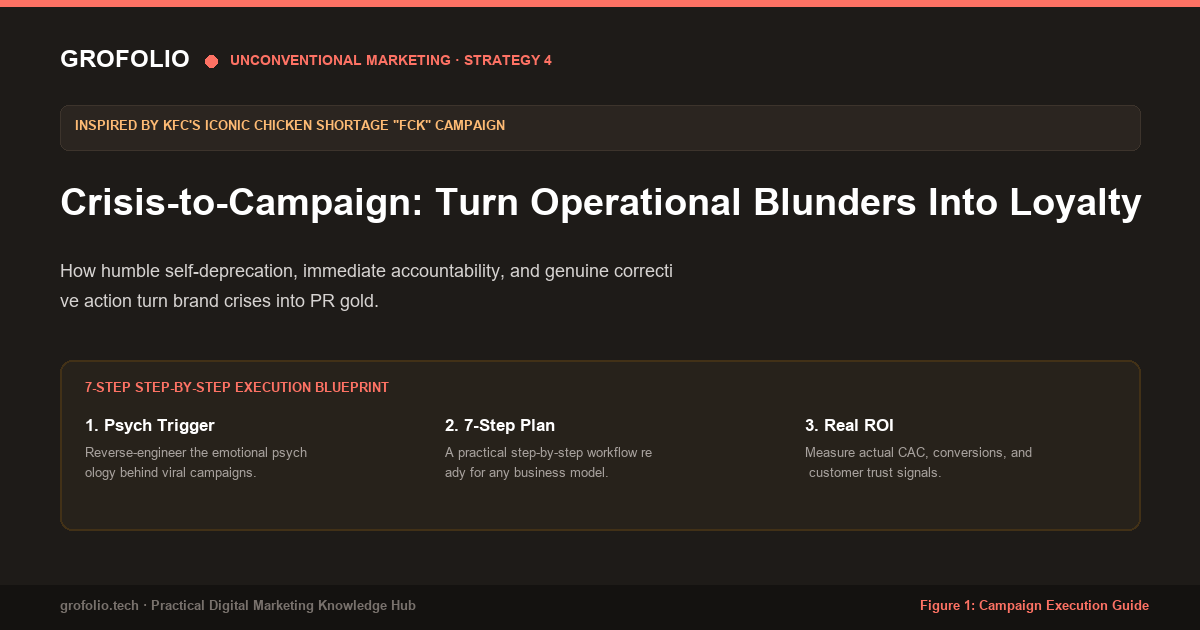 GROFOLIO
UNCONVENTIONAL MARKETING · STRATEGY 4
INSPIRED BY KFC'S ICONIC CHICKEN SHORTAGE "FCK" CAMPAIGN
Crisis-to-Campaign: Turn Operational Blunders Into Loyalty
How humble self-deprecation, immediate accountability, and genuine correcti
ve action turn brand crises into PR gold.
7-STEP STEP-BY-STEP EXECUTION BLUEPRINT
1. Psych Trigger
Reverse-engineer the emotional psych
ology behind viral campaigns.
2. 7-Step Plan
A practical step-by-step workflow re
ady for any business model.
3. Real ROI
Measure actual CAC, conversions, and
customer trust signals.
grofolio.tech · Practical Digital Marketing Knowledge Hub
Figure 1: Campaign Execution Guide